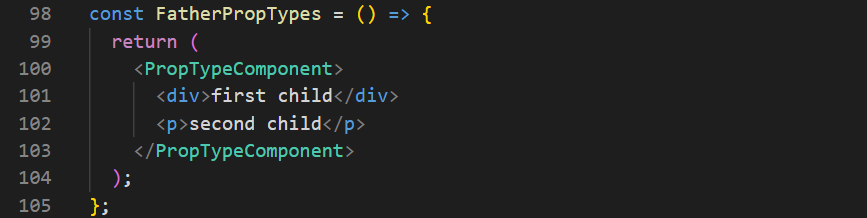 98 const FatherPropTypes = () => {
99 return (
100 <PropTypeComponent>
101 <div>first child</div>
102 <p>second child</p>
103 </PropTypeComponent>
104 );
105 };